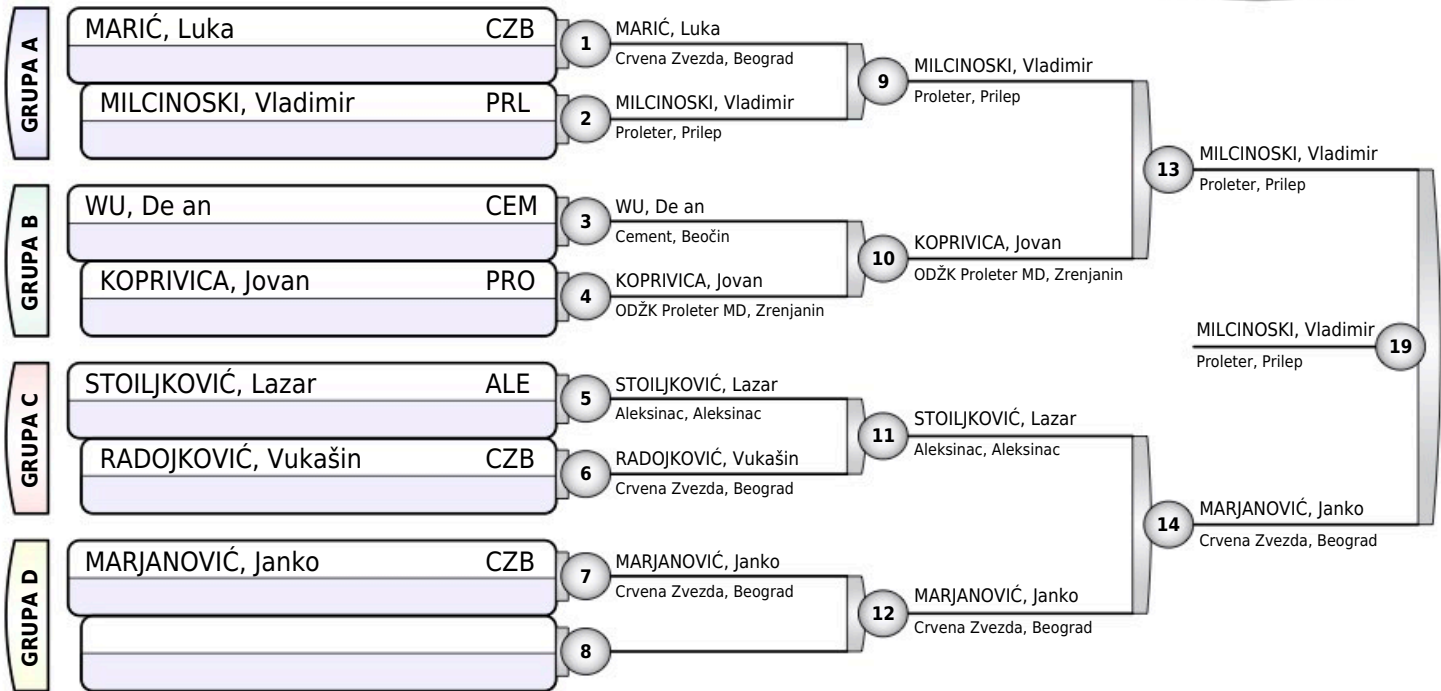 GRUPA A
MARIĆ, Luka CZB
MILCINOSKI, Vladimir PRL
GRUPA B
WU, De an CEM
KOPRIVICA, Jovan PRO
GRUPA C
STOILJKOVIĆ, Lazar ALE
RADOJKOVIĆ, Vukašin CZB
GRUPA D
MARJANOVIĆ, Janko CZB
1
MARIĆ, Luka
Crvena Zvezda, Beograd
2
MILCINOSKI, Vladimir
Proleter, Prilep
3
WU, De an
Cement, Beočin
4
KOPRIVICA, Jovan
ODŽK Proleter MD, Zrenjanin
5
STOILJKOVIĆ, Lazar
Aleksinac, Aleksinac
6
RADOJKOVIĆ, Vukašin
Crvena Zvezda, Beograd
7
MARJANOVIĆ, Janko
Crvena Zvezda, Beograd
8
9
MILCINOSKI, Vladimir
Proleter, Prilep
10
KOPRIVICA, Jovan
ODŽK Proleter MD, Zrenjanin
11
STOILJKOVIĆ, Lazar
Aleksinac, Aleksinac
12
MARJANOVIĆ, Janko
Crvena Zvezda, Beograd
13
MILCINOSKI, Vladimir
Proleter, Prilep
14
MARJANOVIĆ, Janko
Crvena Zvezda, Beograd
MILCINOSKI, Vladimir
Proleter, Prilep
19